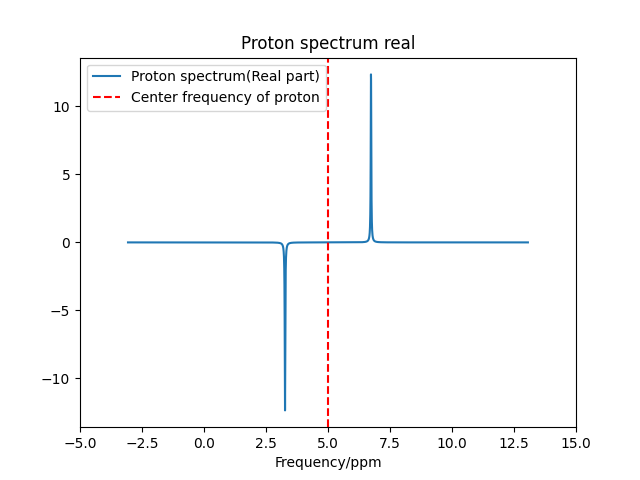 Proton spectrum real
Proton spectrum(Real part)
Center frequency of proton
10
5
0
−5
−10
−5.0 −2.5 0.0 2.5 5.0 7.5 10.0 12.5 15.0
Frequency/ppm